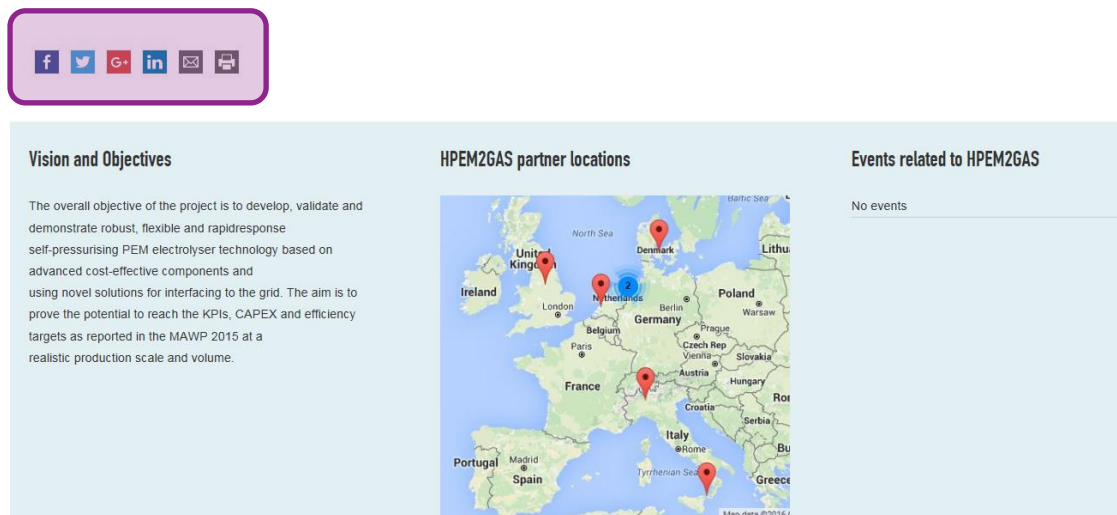 f G+ in
Vision and Objectives
The overall objective of the project is to develop, validate and
demonstrate robust, flexible and rapidresponse
self-pressurising PEM electrolyser technology based on
advanced cost-effective components and
using novel solutions for interfacing to the grid. The aim is to
prove the potential to reach the KPIs, CAPEX and efficiency
targets as reported in the MAWP 2015 at a
realistic production scale and volume.
HPEM2GAS partner locations
Baltic Sea
North Sea
Denmark
United
Kingdom
Lithu
Ireland
2
Netherlands
London
Berlin
Poland
Warsaw
Germany
Belgium
Prague
Paris
Czech Rep
Vienna
Slovakia
Austria
Hungary
France
Croatia
Serbia
Italy
Rome
Portugal
Madrid
Spain
Tyrrhenian Sea
Greece
Map data ©2016
Events related to HPEM2GAS
No events